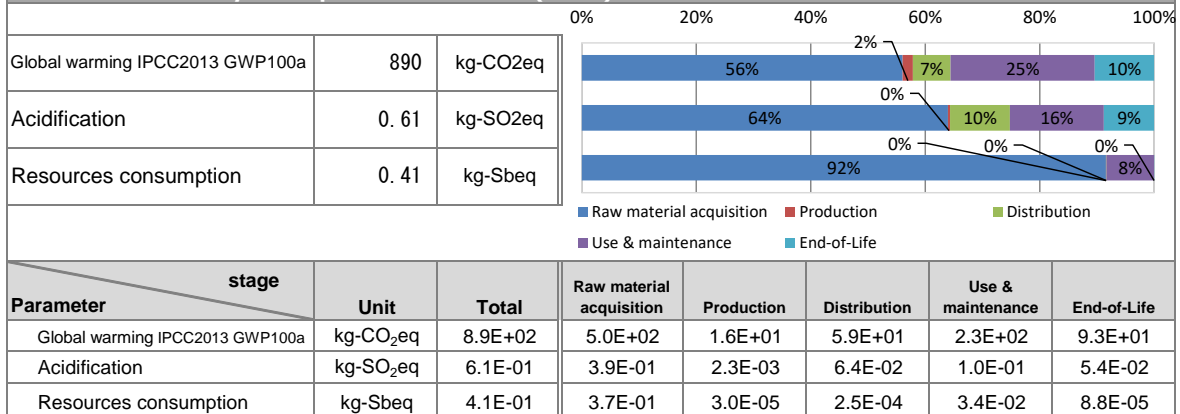 0% 20% 40% 60% 80% 100%
Global warming IPCC2013 GWP100a 890 kg-CO2eq
2%
56% 7% 25% 10%
Acidification 0.61 kg-SO2eq
0%
64% 10% 16% 9%
Resources consumption 0.41 kg-Sbeq
0% 0% 0%
92% 8%
Raw material acquisition Production Distribution
Use & maintenance End-of-Life
stage
Parameter Unit Total Raw material acquisition Production Distribution Use & maintenance End-of-Life
Global warming IPCC2013 GWP100a kg-CO₂eq 8.9E+02 5.0E+02 1.6E+01 5.9E+01 2.3E+02 9.3E+01
Acidification kg-SO₂eq 6.1E-01 3.9E-01 2.3E-03 6.4E-02 1.0E-01 5.4E-02
Resources consumption kg-Sbeq 4.1E-01 3.7E-01 3.0E-05 2.5E-04 3.4E-02 8.8E-05